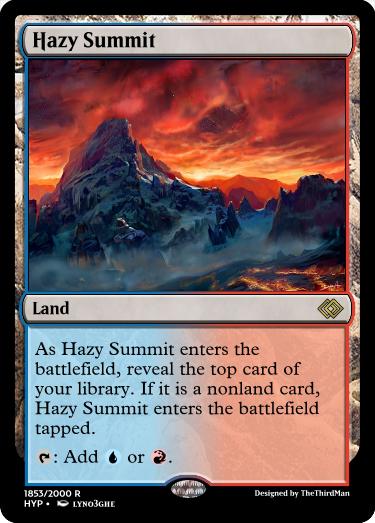 Hazy Summit
Land
As Hazy Summit enters the
battlefield, reveal the top card of
your library. If it is a nonland card,
Hazy Summit enters the battlefield
tapped.
: Add or .
1853/2000 R
HYP • LYNO3GHE
Designed by TheThirdMan